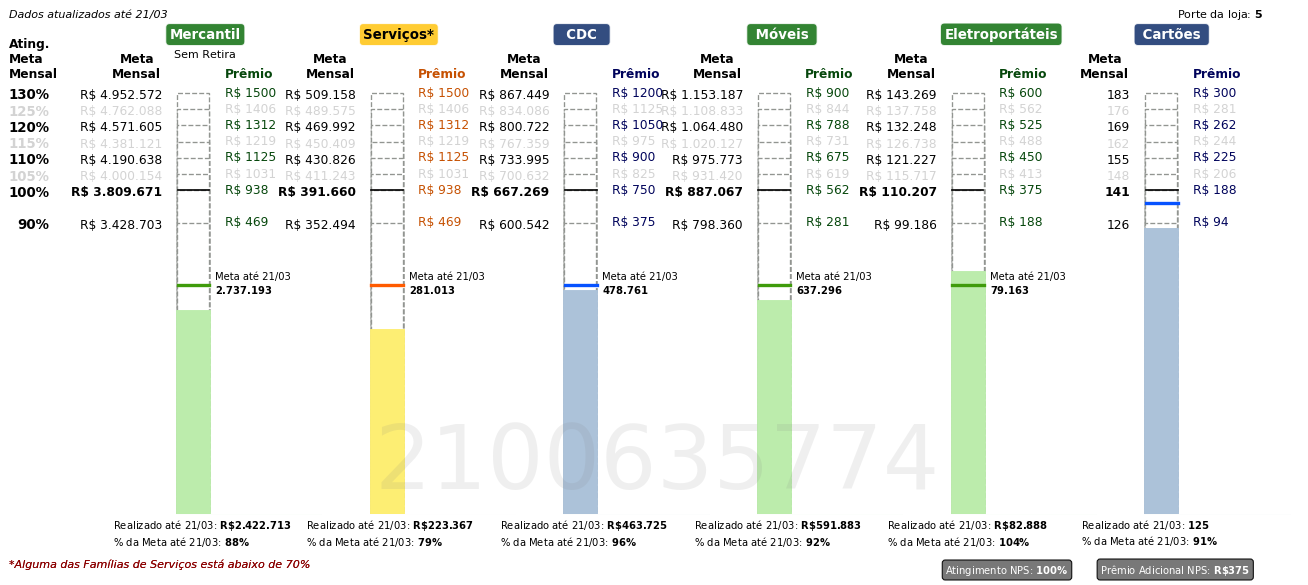 Dados atualizados até 21/03 Porte da loja: 5
Mercantil Serviços* CDC Móveis Eletroportáteis Cartões
Sem Retira
Ating. Meta Mensal Meta Mensal Prêmio Meta Mensal Prêmio Meta Mensal Prêmio Meta Mensal Prêmio Meta Mensal Prêmio Meta Mensal Prêmio
130% R$ 4.952.572 R$ 1500 R$ 509.158 R$ 1500 R$ 867.449 R$ 1200 R$ 1.153.187 R$ 900 R$ 143.269 R$ 600 183 R$ 300
125% R$ 4.762.088 R$ 1406 R$ 489.575 R$ 1406 R$ 834.086 R$ 1125 R$ 1.108.833 R$ 844 R$ 137.758 R$ 562 176 R$ 281
120% R$ 4.571.605 R$ 1312 R$ 469.992 R$ 1312 R$ 800.722 R$ 1050 R$ 1.064.480 R$ 788 R$ 132.248 R$ 525 169 R$ 262
115% R$ 4.381.121 R$ 1219 R$ 450.409 R$ 1219 R$ 767.359 R$ 975 R$ 1.020.127 R$ 731 R$ 126.738 R$ 488 162 R$ 244
110% R$ 4.190.638 R$ 1125 R$ 430.826 R$ 1125 R$ 733.995 R$ 900 R$ 975.773 R$ 675 R$ 121.227 R$ 450 155 R$ 225
105% R$ 4.000.154 R$ 1031 R$ 411.243 R$ 1031 R$ 700.632 R$ 825 R$ 931.420 R$ 619 R$ 115.717 R$ 413 148 R$ 206
100% R$ 3.809.671 R$ 938 R$ 391.660 R$ 938 R$ 667.269 R$ 750 R$ 887.067 R$ 562 R$ 110.207 R$ 375 141 R$ 188
90% R$ 3.428.703 R$ 469 R$ 352.494 R$ 469 R$ 600.542 R$ 375 R$ 798.360 R$ 281 R$ 99.186 R$ 188 126 R$ 94
Meta até 21/03 Meta até 21/03 Meta até 21/03 Meta até 21/03 Meta até 21/03
2.737.193 281.013 478.761 637.296 79.163
2100635774
Realizado até 21/03: R$2.422.713 Realizado até 21/03: R$223.367 Realizado até 21/03: R$463.725 Realizado até 21/03: R$591.883 Realizado até 21/03: R$82.888 Realizado até 21/03: 125
% da Meta até 21/03: 88% % da Meta até 21/03: 79% % da Meta até 21/03: 96% % da Meta até 21/03: 92% % da Meta até 21/03: 104% % da Meta até 21/03: 91%
*Alguma das Famílias de Serviços está abaixo de 70% Atingimento NPS: 100% Prêmio Adicional NPS: R$375